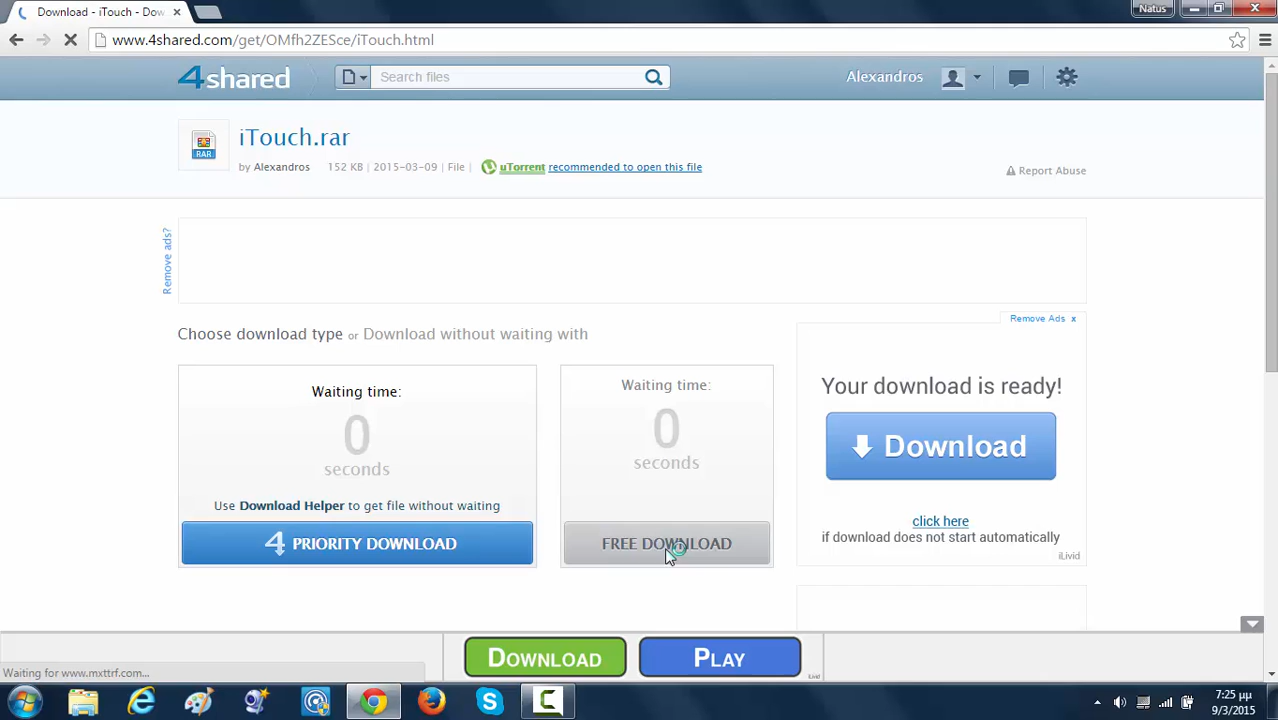 Download - iTouch - Dow
Natus
www.4shared.com/get/OMfh2ZESce/iTouch.html
4shared
Search files
Alexandros
iTouch.rar
RAR
by Alexandros 152 KB | 2015-03-09 | File | uTorrent recommended to open this file
Report Abuse
Remove ads?
Choose download type or Download without waiting with
Remove Ads x
Waiting time:
0
seconds
Use Download Helper to get file without waiting
4 PRIORITY DOWNLOAD
Waiting time:
0
seconds
FREE DOWNLOAD
Your download is ready!
Download
click here
if download does not start automatically
iLivid
DOWNLOAD
PLAY
iLivid
Waiting for www.mxttrf.com...
7:25 μμ
9/3/2015